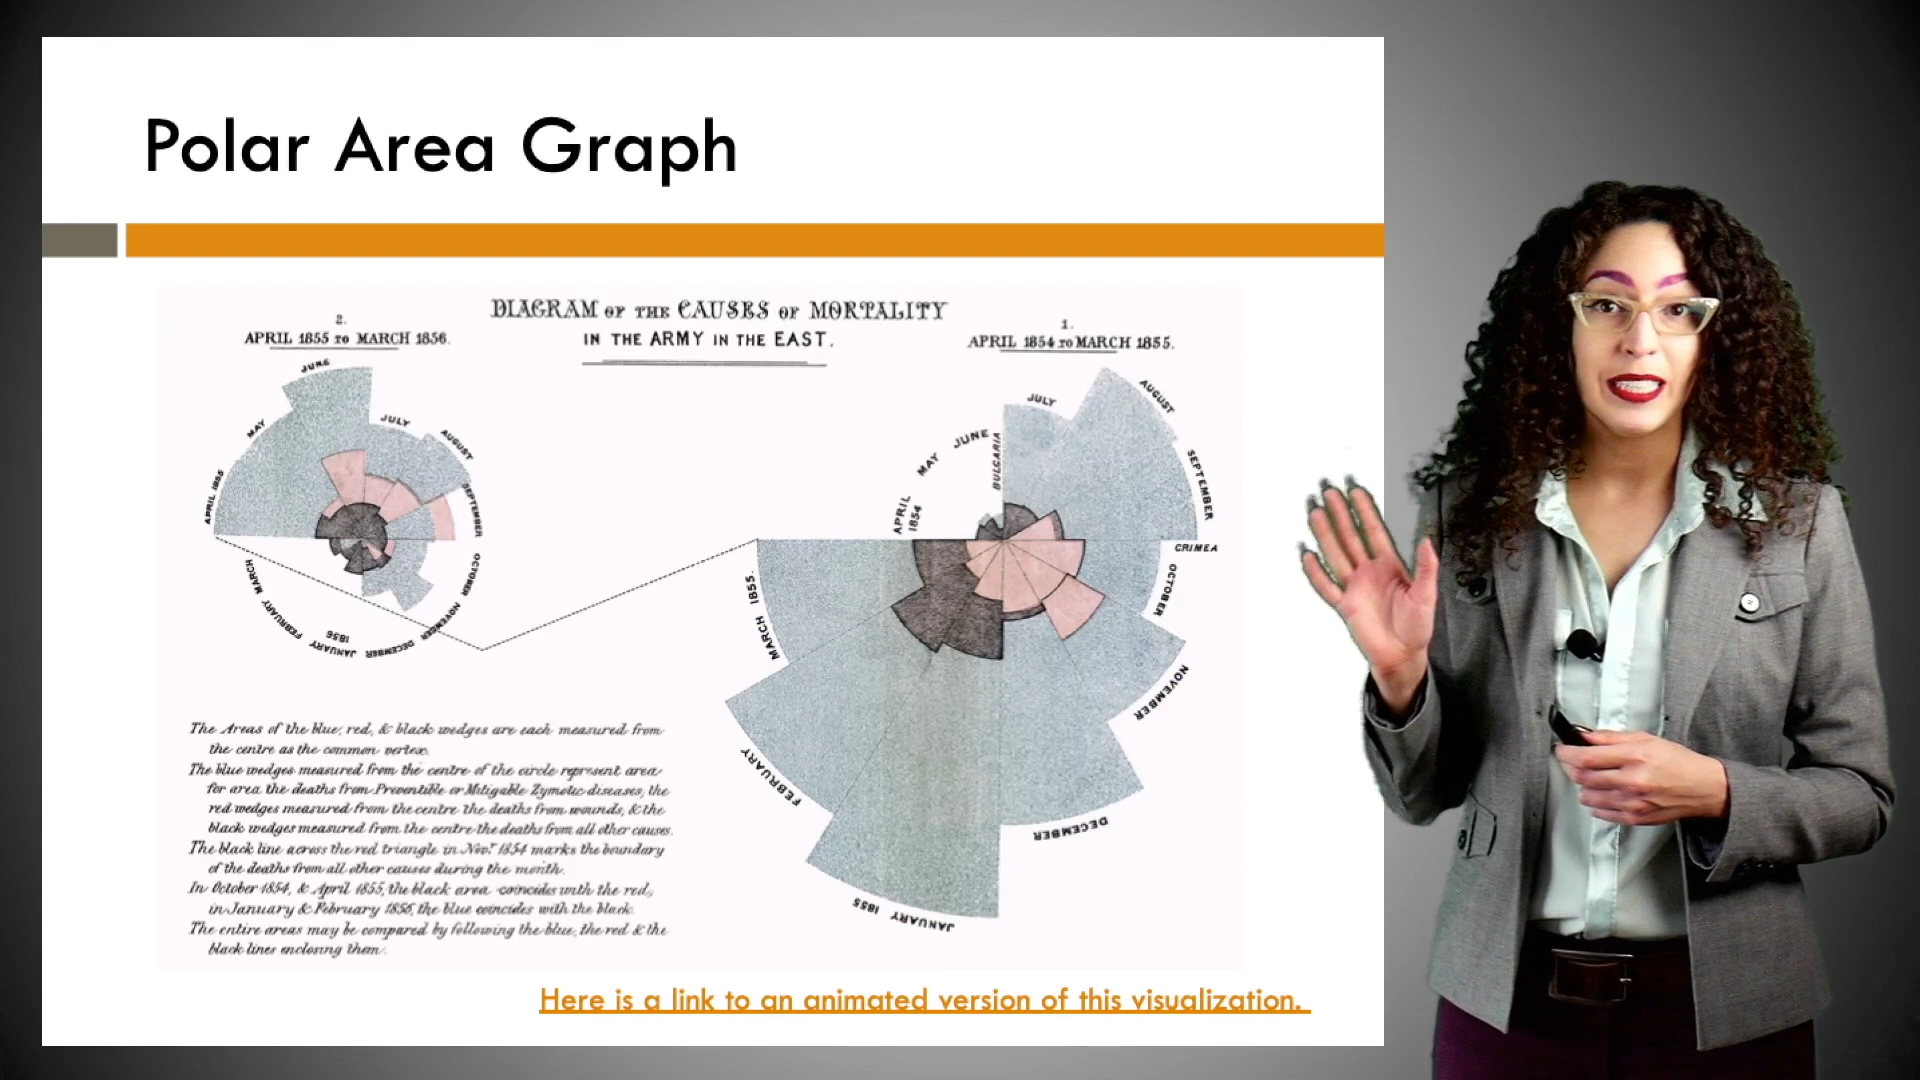 Polar Area Graph
DIAGRAM OF THE CAUSES OF MORTALITY
IN THE ARMY IN THE EAST.
2.
APRIL 1855 TO MARCH 1856.
1.
APRIL 1854 TO MARCH 1855.
JUNE
JULY
AUGUST
SEPTEMBER
OCTOBER
NOVEMBER
DECEMBER
JANUARY 1856
FEBRUARY
MARCH
APRIL 1855
MAY
APRIL 1854
MAY
JUNE
BULGARIA
JULY
AUGUST
SEPTEMBER
CRIMEA
OCTOBER
NOVEMBER
DECEMBER
JANUARY 1855
FEBRUARY
MARCH 1855.
The Areas of the blue, red, & black wedges are each measured from
the centre as the common vertex.
The blue wedges measured from the centre of the circle represent area
for area the deaths from Preventible or Mitigable Zymotic diseases, the
red wedges measured from the centre the deaths from wounds, & the
black wedges measured from the centre the deaths from all other causes.
The black line across the red triangle in Nov.r 1854 marks the boundary
of the deaths from all other causes during the month.
In October 1854, & April 1855, the black area coincides with the red,
in January & February 1856, the blue coincides with the black.
The entire areas may be compared by following the blue, the red & the
black lines enclosing them.
Here is a link to an animated version of this visualization.